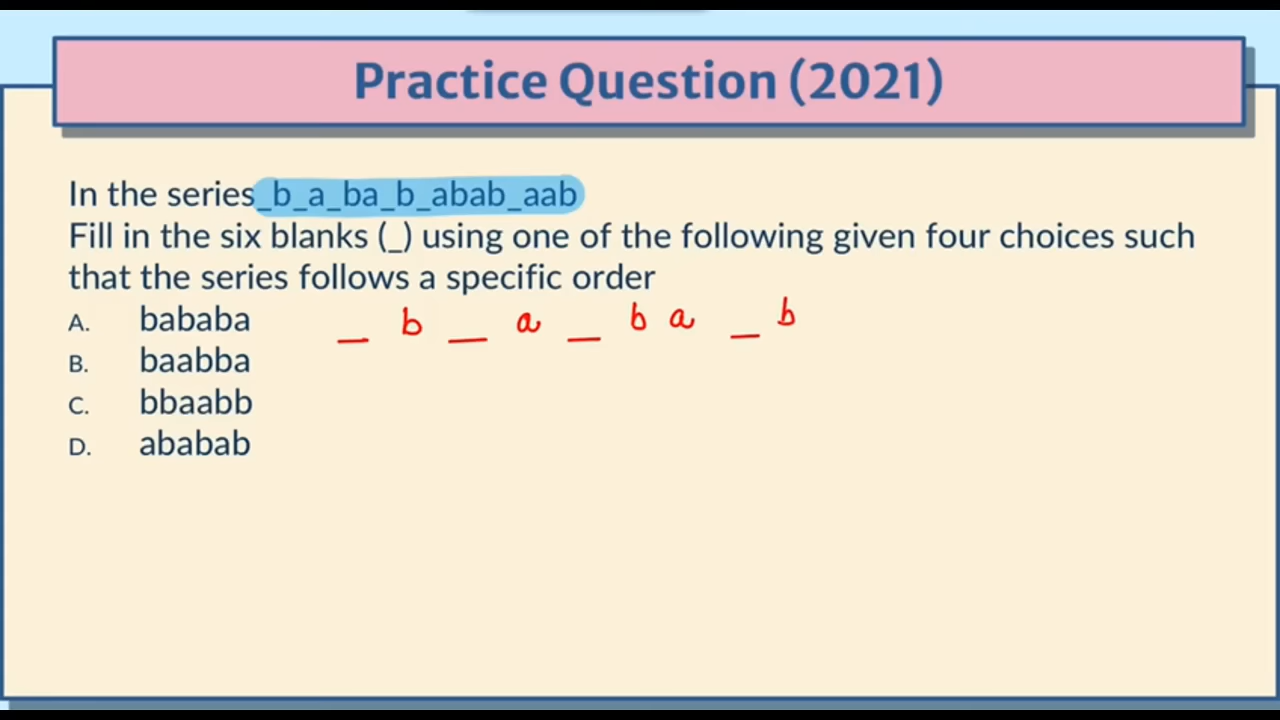 Practice Question (2021)
In the series_b_a_ba_b_abab_aab
Fill in the six blanks (_) using one of the following given four choices such
that the series follows a specific order
A. bababa
_ b _ a _ b a _ b
B. baabba
C. bbaabb
D. ababab